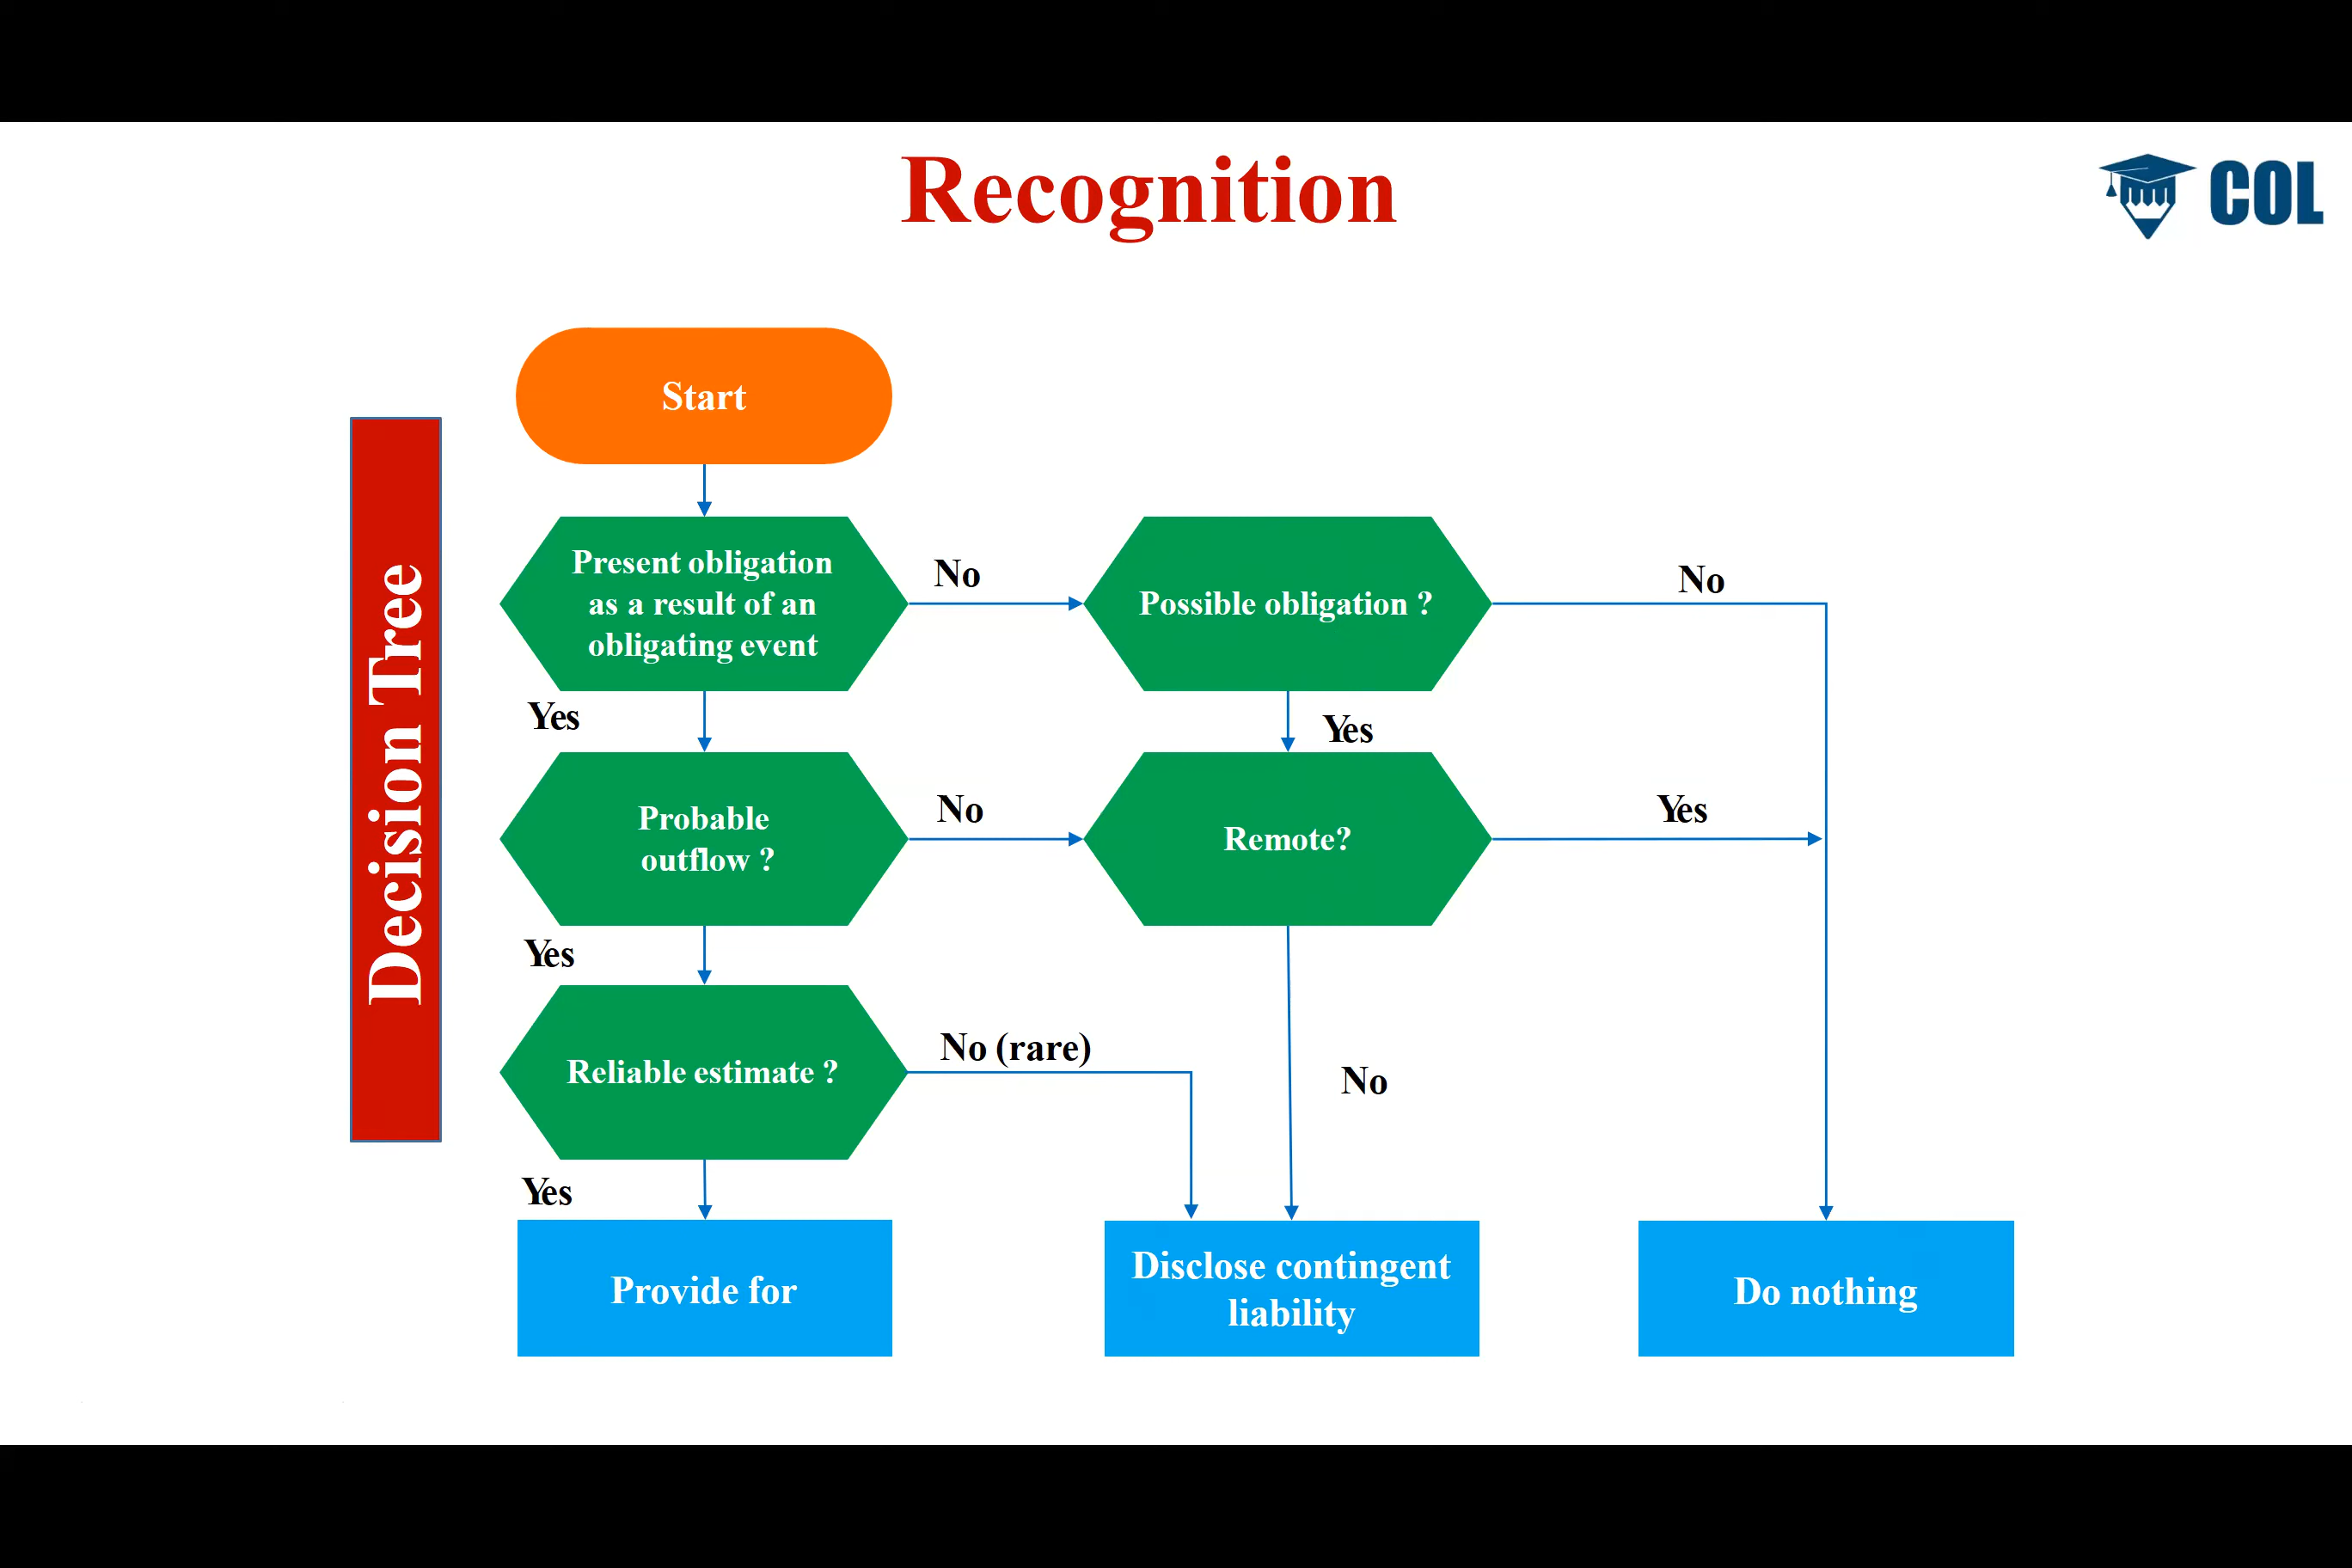 Recognition
COL
Decision Tree
Start
Present obligation
as a result of an
obligating event
No
Possible obligation ?
No
Yes
Yes
Probable
outflow ?
No
Remote?
Yes
Yes
Reliable estimate ?
No (rare)
No
Yes
Provide for
Disclose contingent
liability
Do nothing